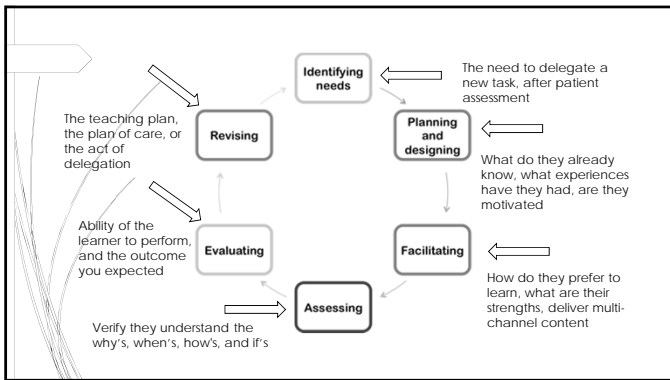 Identifying
needs
The need to delegate a
new task, after patient
assessment
Planning
and
designing
What do they already
know, what experiences
have they had, are they
motivated
Facilitating
How do they prefer to
learn, what are their
strengths, deliver multi-
channel content
Assessing
Verify they understand the
why's, when's, how's, and if's
Evaluating
Ability of the
learner to perform,
and the outcome
you expected
Revising
The teaching plan,
the plan of care, or
the act of
delegation